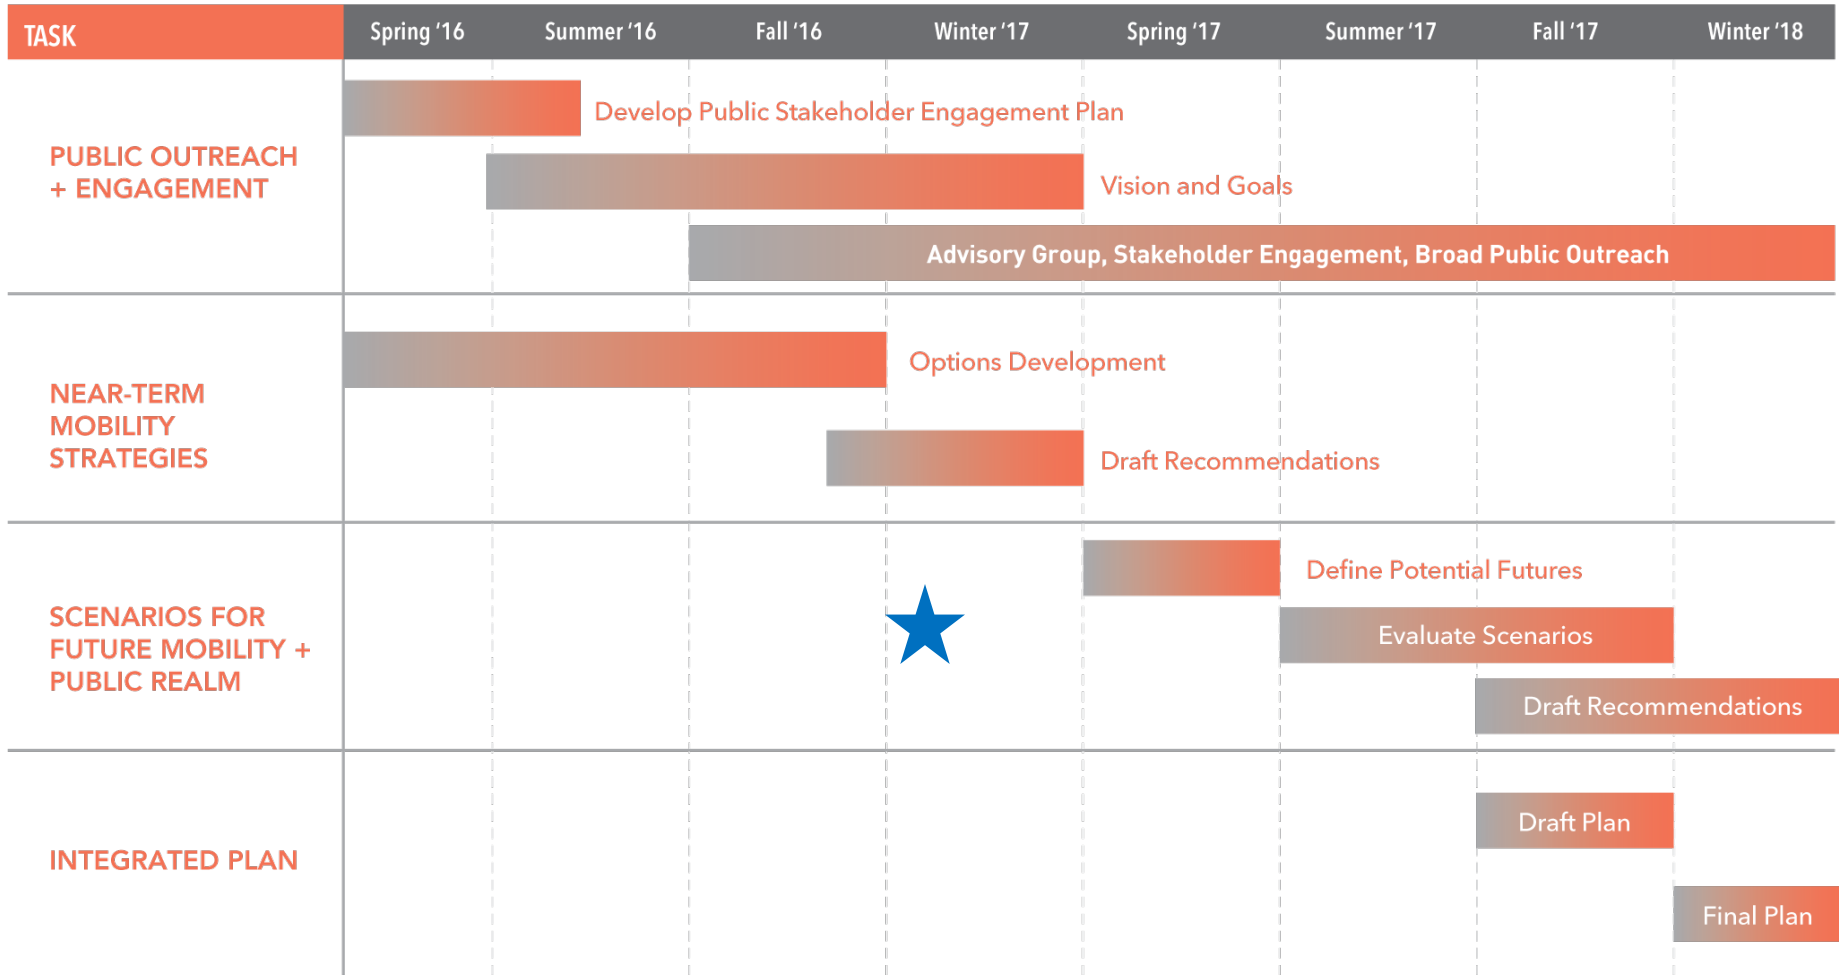 TASK
Spring ‘16
Summer ‘16
Fall ‘16
Winter ‘17
Spring ‘17
Summer ‘17
Fall ‘17
Winter ‘18
PUBLIC OUTREACH
+ ENGAGEMENT
Develop Public Stakeholder Engagement Plan
Vision and Goals
Advisory Group, Stakeholder Engagement, Broad Public Outreach
NEAR-TERM
MOBILITY
STRATEGIES
Options Development
Draft Recommendations
SCENARIOS FOR
FUTURE MOBILITY +
PUBLIC REALM
Define Potential Futures
Evaluate Scenarios
Draft Recommendations
INTEGRATED PLAN
Draft Plan
Final Plan